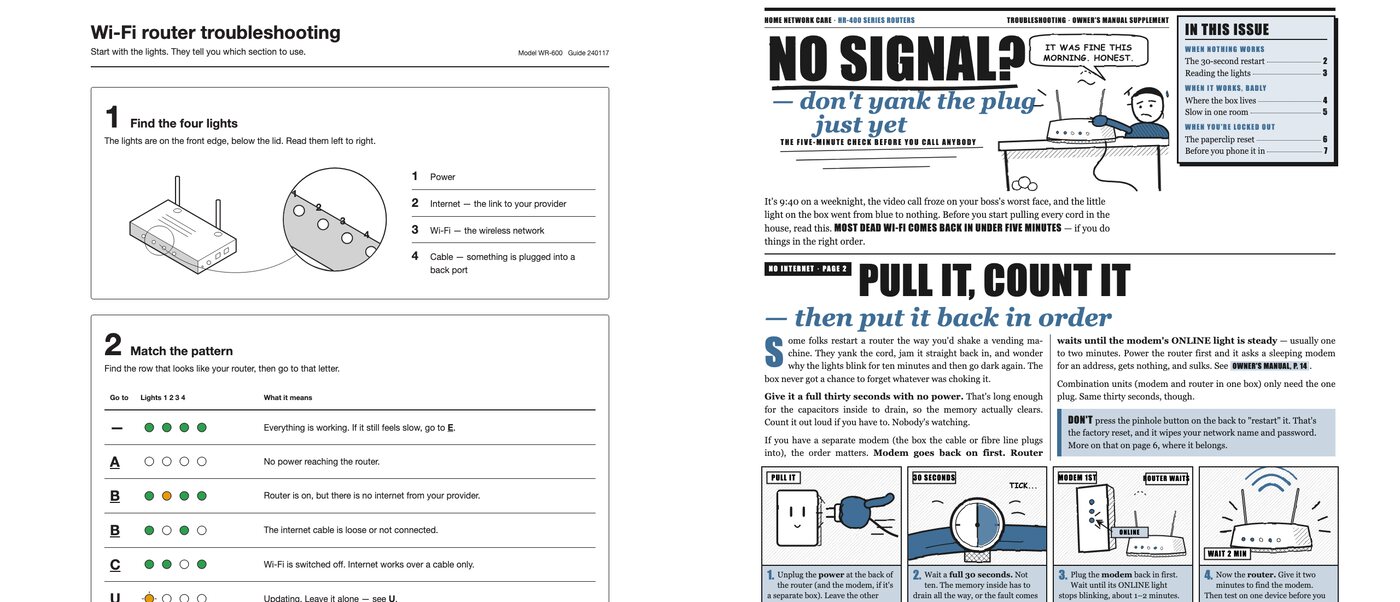 Wi-Fi router troubleshooting
Start with the lights. They tell you which section to use.
Model WR-600 Guide 240117
1 Find the four lights
The lights are on the front edge, below the lid. Read them left to right.
1
2
3
4
1 Power
2 Internet — the link to your provider
3 Wi-Fi — the wireless network
4 Cable — something is plugged into a
back port
2 Match the pattern
Find the row that looks like your router, then go to that letter.
Go to Lights 1 2 3 4 What it means
— Everything is working. If it still feels slow, go to E.
A No power reaching the router.
B Router is on, but there is no internet from your provider.
B The internet cable is loose or not connected.
C Wi-Fi is switched off. Internet works over a cable only.
U Updating. Leave it alone — see U.
HOME NETWORK CARE · HR-400 SERIES ROUTERS
TROUBLESHOOTING · OWNER'S MANUAL SUPPLEMENT
NO SIGNAL?
— don't yank the plug
just yet
THE FIVE-MINUTE CHECK BEFORE YOU CALL ANYBODY
IT WAS FINE THIS
MORNING. HONEST.
IN THIS ISSUE
WHEN NOTHING WORKS
The 30-second restart 2
Reading the lights 3
WHEN IT WORKS, BADLY
Where the box lives 4
Slow in one room 5
WHEN YOU'RE LOCKED OUT
The paperclip reset 6
Before you phone it in 7
It's 9:40 on a weeknight, the video call froze on your boss's worst face, and the little
light on the box went from blue to nothing. Before you start pulling every cord in the
house, read this. MOST DEAD WI-FI COMES BACK IN UNDER FIVE MINUTES — if you do
things in the right order.
NO INTERNET · PAGE 2
PULL IT, COUNT IT
— then put it back in order
Some folks restart a router the way you'd shake a vending ma-
chine. They yank the cord, jam it straight back in, and wonder
why the lights blink for ten minutes and then go dark again. The
box never got a chance to forget whatever was choking it.
Give it a full thirty seconds with no power. That's long enough
for the capacitors inside to drain, so the memory actually clears.
Count it out loud if you have to. Nobody's watching.
If you have a separate modem (the box the cable or fibre line plugs
into), the order matters. Modem goes back on first. Router
waits until the modem's ONLINE light is steady — usually one
to two minutes. Power the router first and it asks a sleeping modem
for an address, gets nothing, and sulks. See OWNER'S MANUAL, P. 14.
Combination units (modem and router in one box) only need the one
plug. Same thirty seconds, though.
DON'T press the pinhole button on the back to "restart" it. That's
the factory reset, and it wipes your network name and password.
More on that on page 6, where it belongs.
PULL IT
30 SECONDS
TICK...
MODEM 1ST
ROUTER WAITS
ONLINE
WAIT 2 MIN
1. Unplug the power at the back of
the router (and the modem, if it's
a separate box). Leave the other
2. Wait a full 30 seconds. Not
ten. The memory inside has to
drain all the way, or the fault comes
3. Plug the modem back in first.
Wait until its ONLINE light
stops blinking, about 1–2 minutes.
4. Now the router. Give it two
minutes to find the modem.
Then test on one device before you